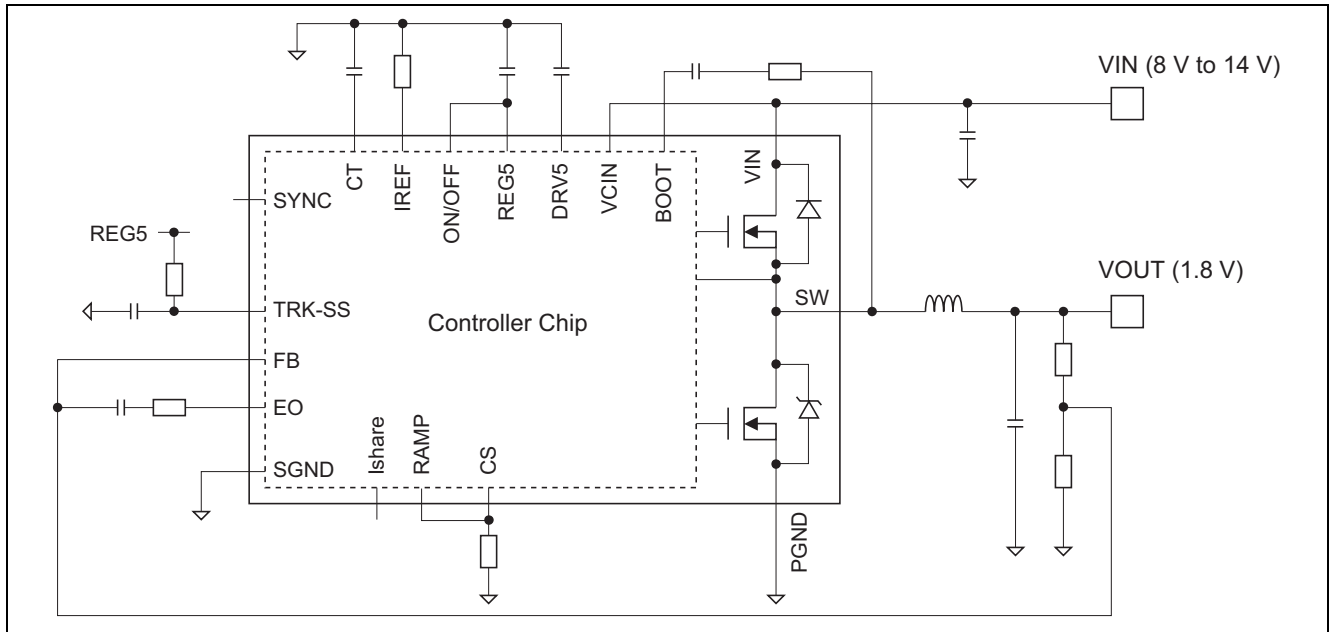 VIN (8 V to 14 V)
CT
IREF
ON/OFF
REG5
DRV5
VCIN
BOOT
VIN
SYNC
REG5
TRK-SS
Controller Chip
SW
VOUT (1.8 V)
FB
EO
SGND
Ishare
RAMP
CS
PGND